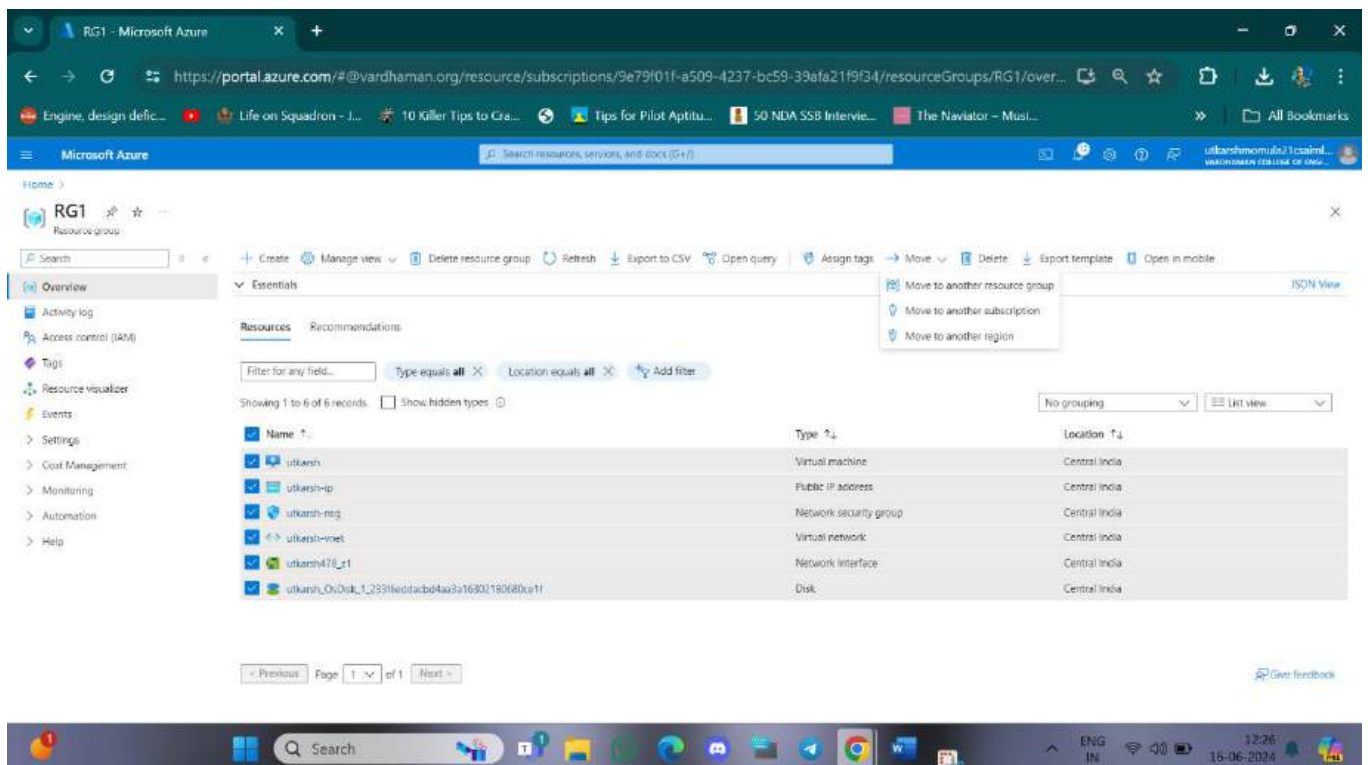 RG1 - Microsoft Azure
https://portal.azure.com/#@vardhaman.org/resource/subscriptions/9e79f01f-a509-4237-bc59-39afa21f9f34/resourceGroups/RG1/over...
Engine, design defic... Life on Squadron - J... 10 Killer Tips to Cra... Tips for Pilot Aptitu... 50 NDA SSB Intervie... The Naviator – Musi... » All Bookmarks
Microsoft Azure Search resources, services, and docs (G+/) utkarshmomula21csaiml...
Home >
RG1
Resource group
Search
+ Create Manage view Delete resource group Refresh Export to CSV Open query Assign tags Move Delete Export template Open in mobile
Overview
Activity log
Access control (IAM)
Tags
Resource visualizer
Events
Settings
Cost Management
Monitoring
Automation
Help
Essentials JSON View
Move to another resource group
Move to another subscription
Move to another region
Resources Recommendations
Filter for any field... Type equals all Location equals all Add filter
Showing 1 to 6 of 6 records. Show hidden types
No grouping List view
Name Type Location
utkarsh Virtual machine Central India
utkarsh-ip Public IP address Central India
utkarsh-nsg Network security group Central India
utkarsh-vnet Virtual network Central India
utkarsh478_z1 Network Interface Central India
Disk Central India
< Previous Page 1 of 1 Next >
Give feedback
Search
ENG
IN
12:26
16-06-2024